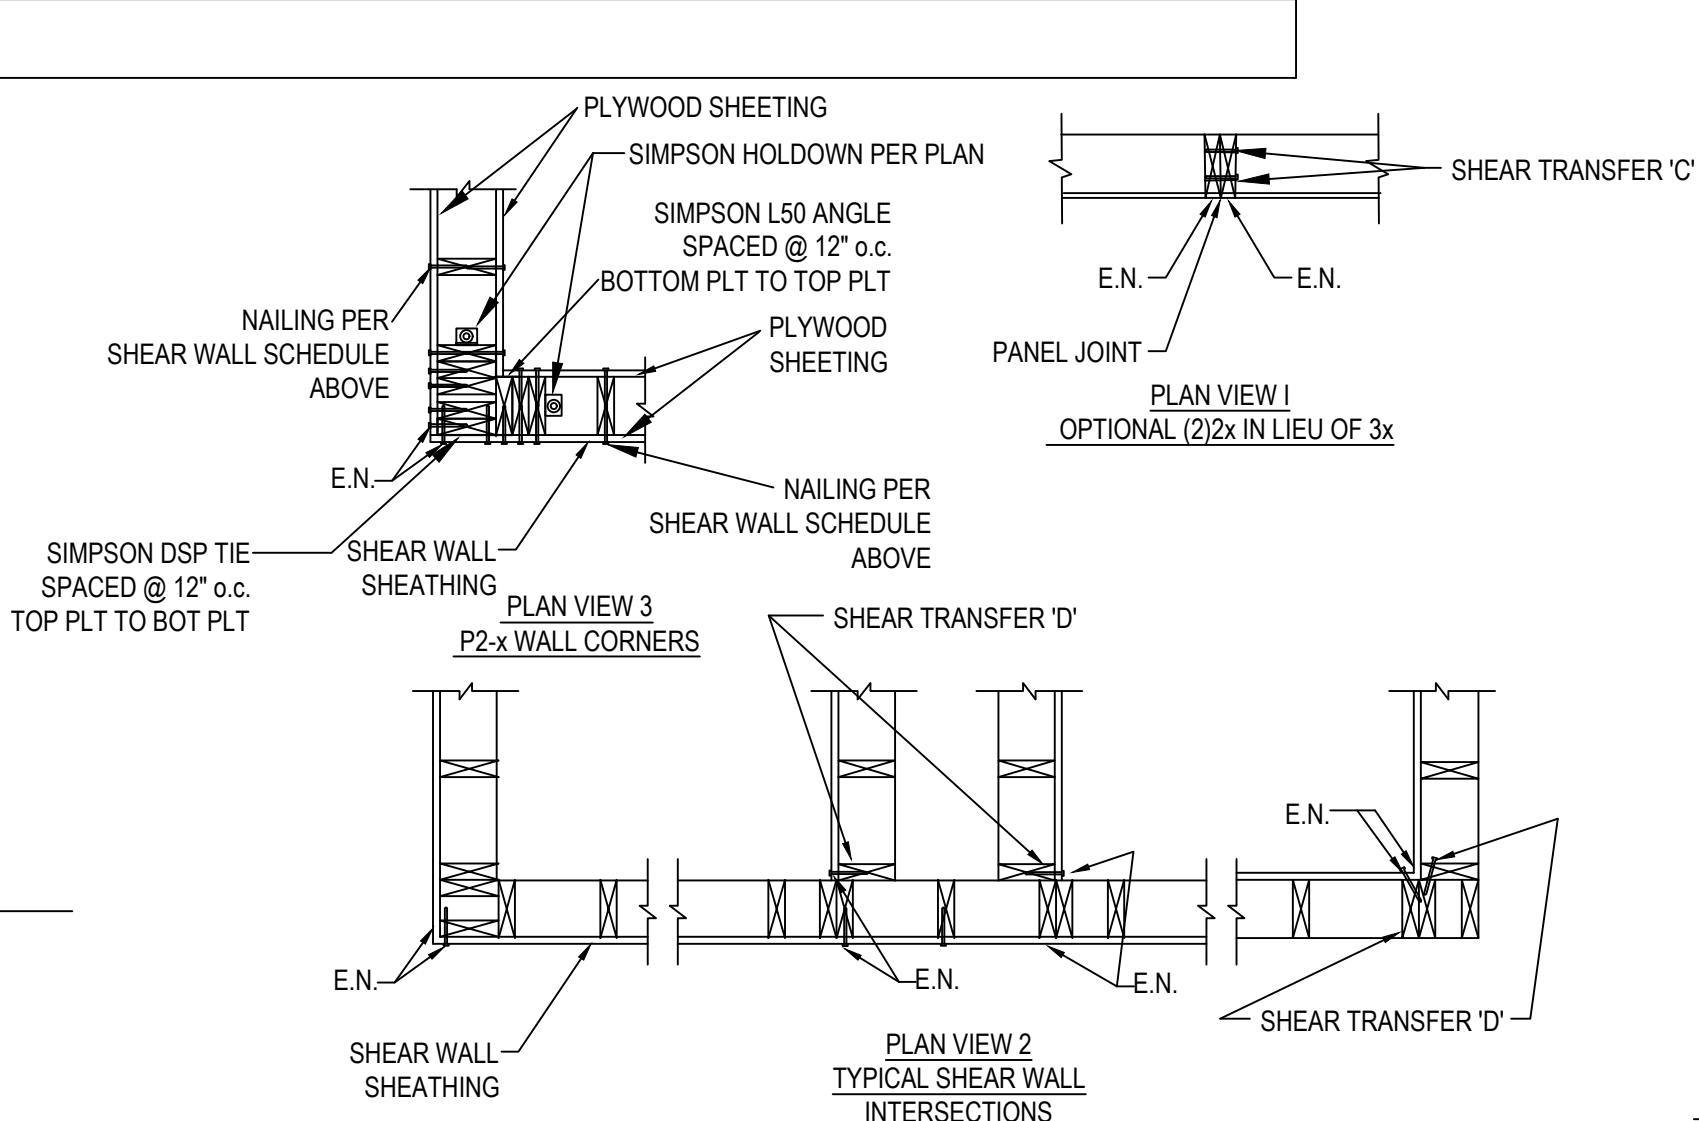 PLYWOOD SHEETING
SIMPSON HOLDOWN PER PLAN
SIMPSON L50 ANGLE
SPACED @ 12" o.c.
BOTTOM PLT TO TOP PLT
NAILING PER
SHEAR WALL SCHEDULE
ABOVE
PLYWOOD
SHEETING
E.N.
NAILING PER
SHEAR WALL SCHEDULE
ABOVE
SIMPSON DSP TIE
SPACED @ 12" o.c.
TOP PLT TO BOT PLT
SHEAR WALL
SHEATHING
PLAN VIEW 3
P2-x WALL CORNERS
SHEAR TRANSFER 'C'
E.N.
E.N.
PANEL JOINT
PLAN VIEW I
OPTIONAL (2)2x IN LIEU OF 3x
SHEAR TRANSFER 'D'
E.N.
E.N.
E.N.
E.N.
SHEAR TRANSFER 'D'
SHEAR WALL
SHEATHING
PLAN VIEW 2
TYPICAL SHEAR WALL
INTERSECTIONS